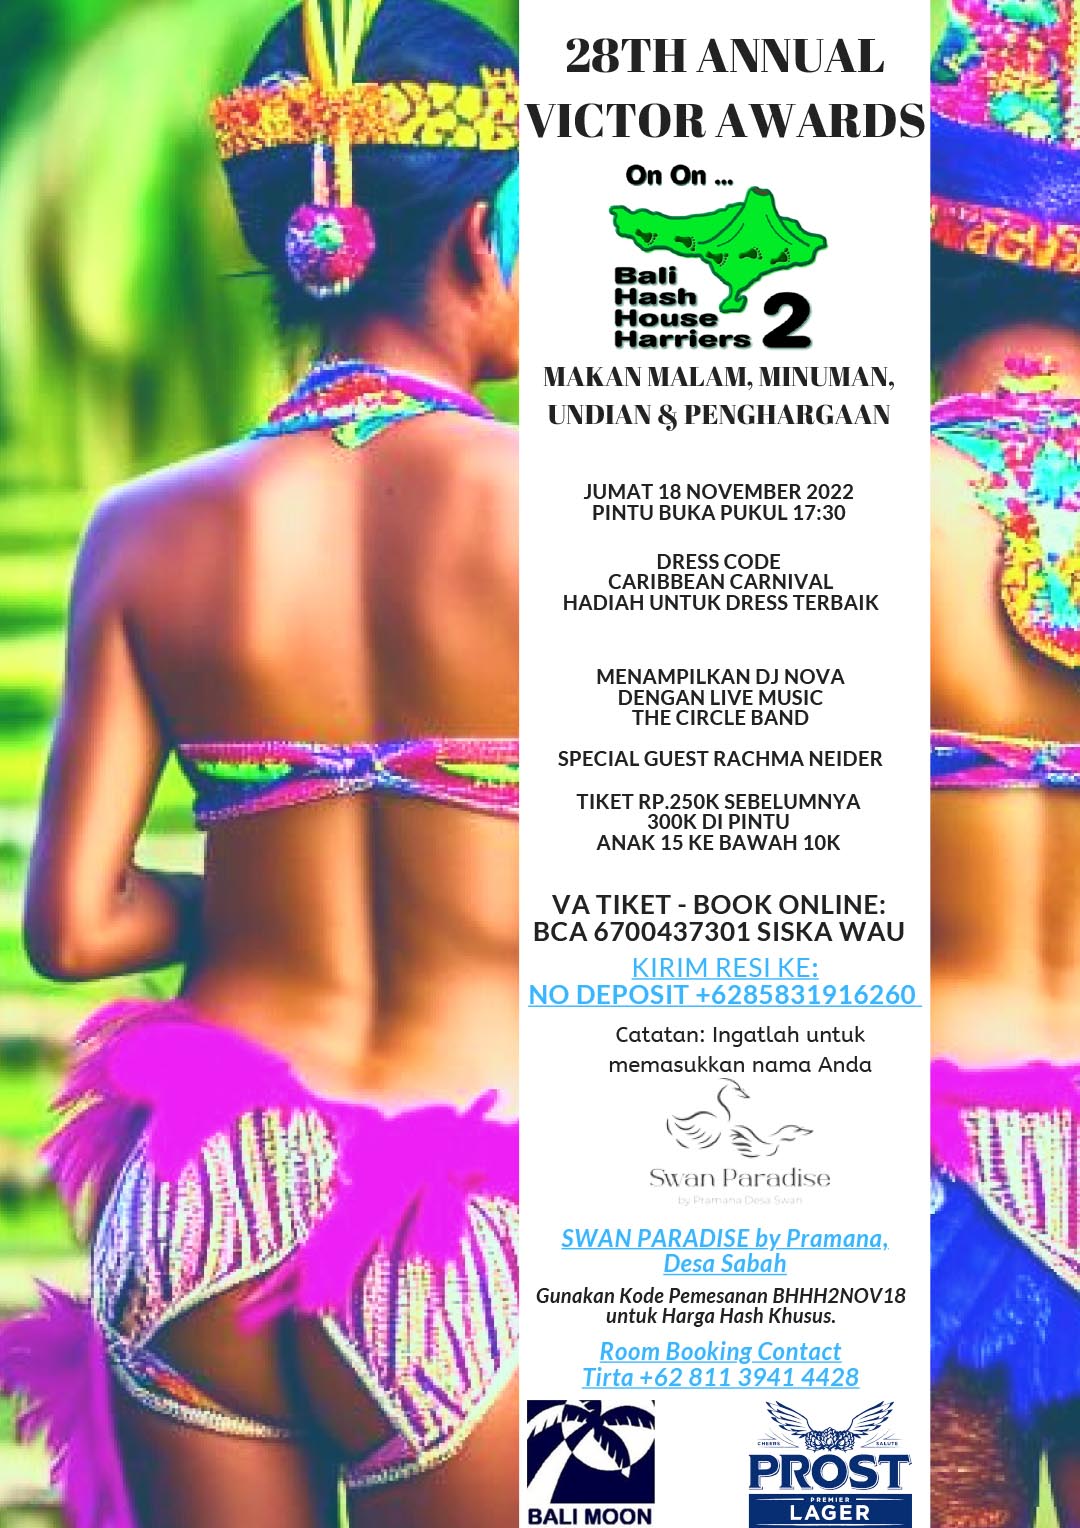 28TH ANNUAL
VICTOR AWARDS
On On ...
Bali
Hash
House
Harriers 2
MAKAN MALAM, MINUMAN,
UNDIAN & PENGHARGAAN
JUMAT 18 NOVEMBER 2022
PINTU BUKA PUKUL 17:30
DRESS CODE
CARIBBEAN CARNIVAL
HADIAH UNTUK DRESS TERBAIK
MENAMPILKAN DJ NOVA
DENGAN LIVE MUSIC
THE CIRCLE BAND
SPECIAL GUEST RACHMA NEIDER
TIKET RP.250K SEBELUMNYA
300K DI PINTU
ANAK 15 KE BAWAH 10K
VA TIKET - BOOK ONLINE:
BCA 6700437301 SISKA WAU
KIRIM RESI KE:
NO DEPOSIT +6285831916260
Catatan: Ingatlah untuk
memasukkan nama Anda
Swan Paradise
by Pramana Desa Swan
SWAN PARADISE by Pramana,
Desa Sabah
Gunakan Kode Pemesanan BHHH2NOV18
untuk Harga Hash Khusus.
Room Booking Contact
Tirta +62 811 3941 4428
BALI MOON
CHEERS SALUTE
PROST
PREMIER
LAGER